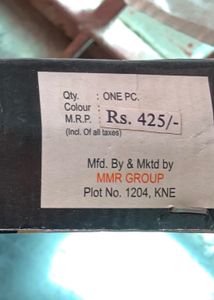 Qty. : ONE PC.
Colour :
M.R.P. : Rs. 425/-
(Incl. Of all taxes)
Mfd. By & Mktd by
MMR GROUP
Plot No. 1204, KNE